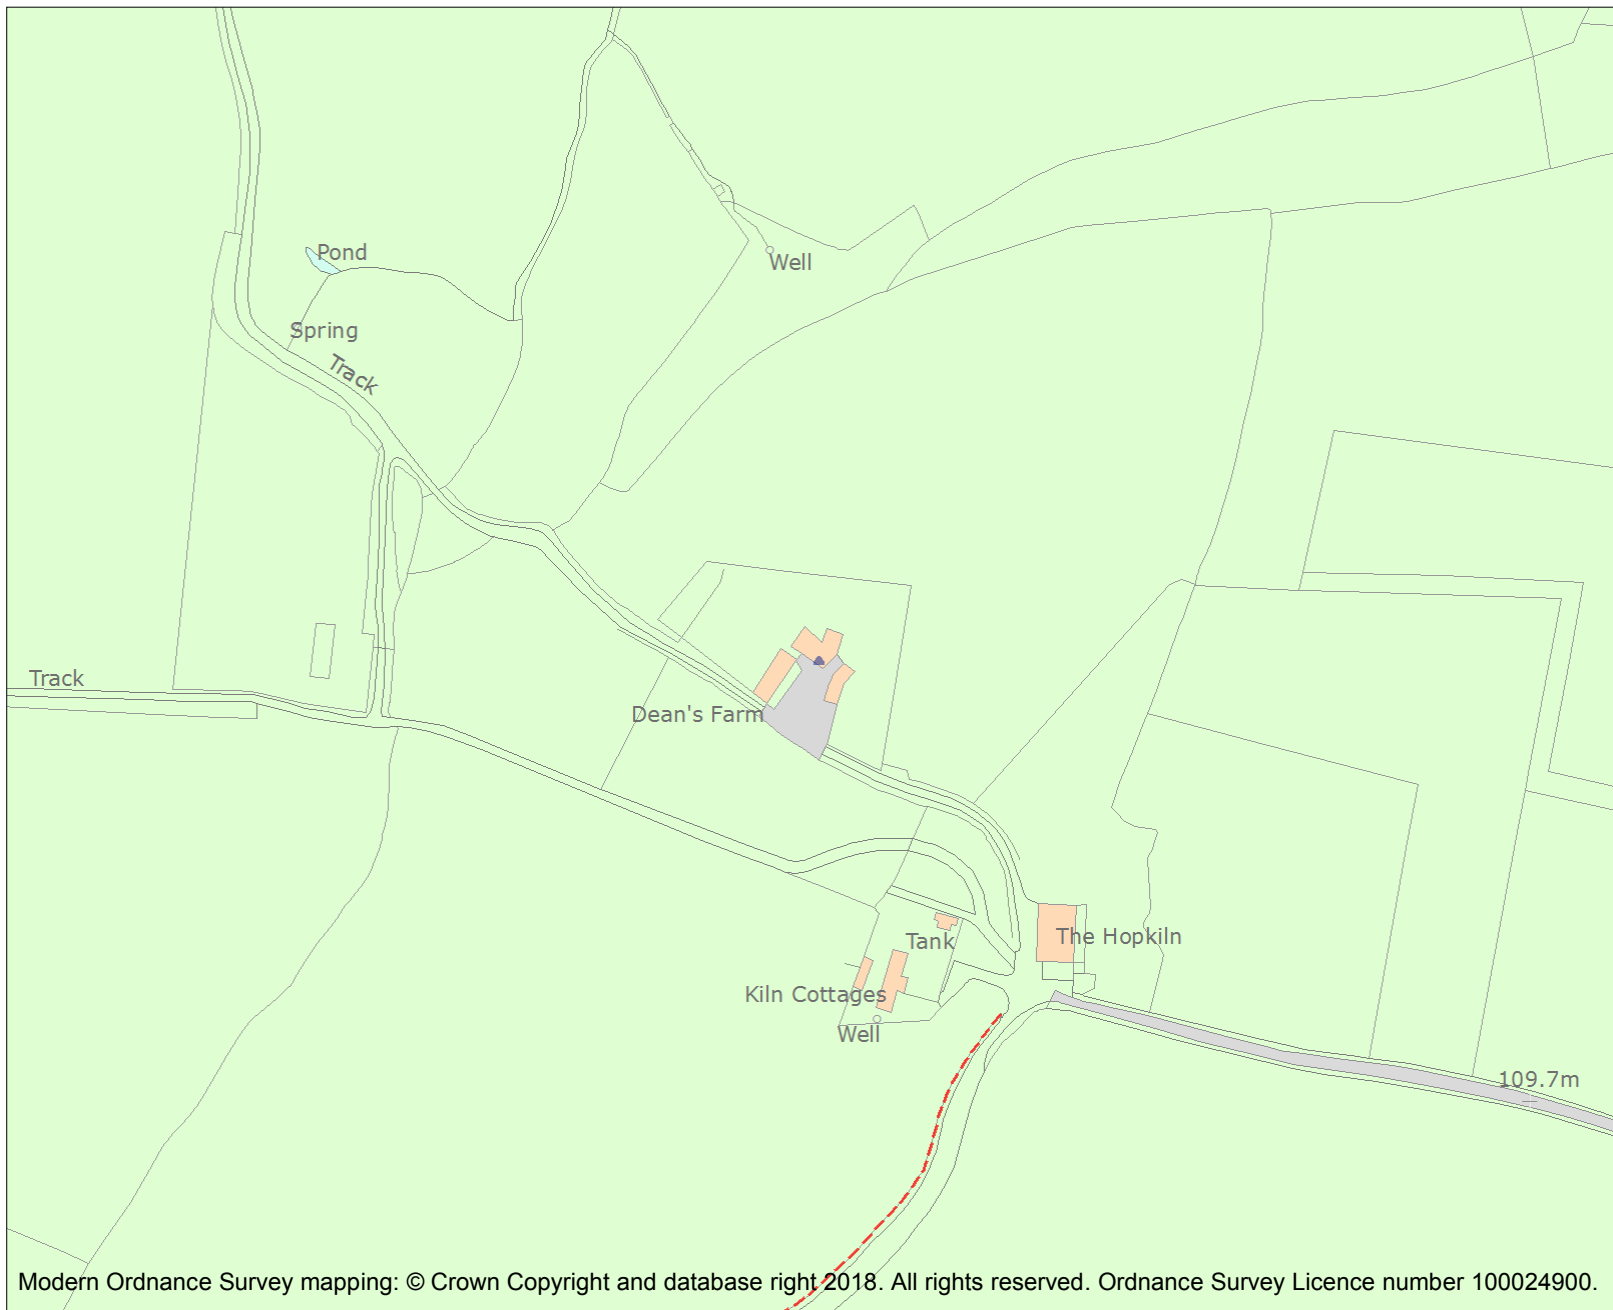 Pond
Well
Spring
Track
Track
Dean's Farm
Tank
The Hopkiln
Kiln Cottages
Well
109.7m
Modern Ordnance Survey mapping: © Crown Copyright and database right 2018. All rights reserved. Ordnance Survey Licence number 100024900.